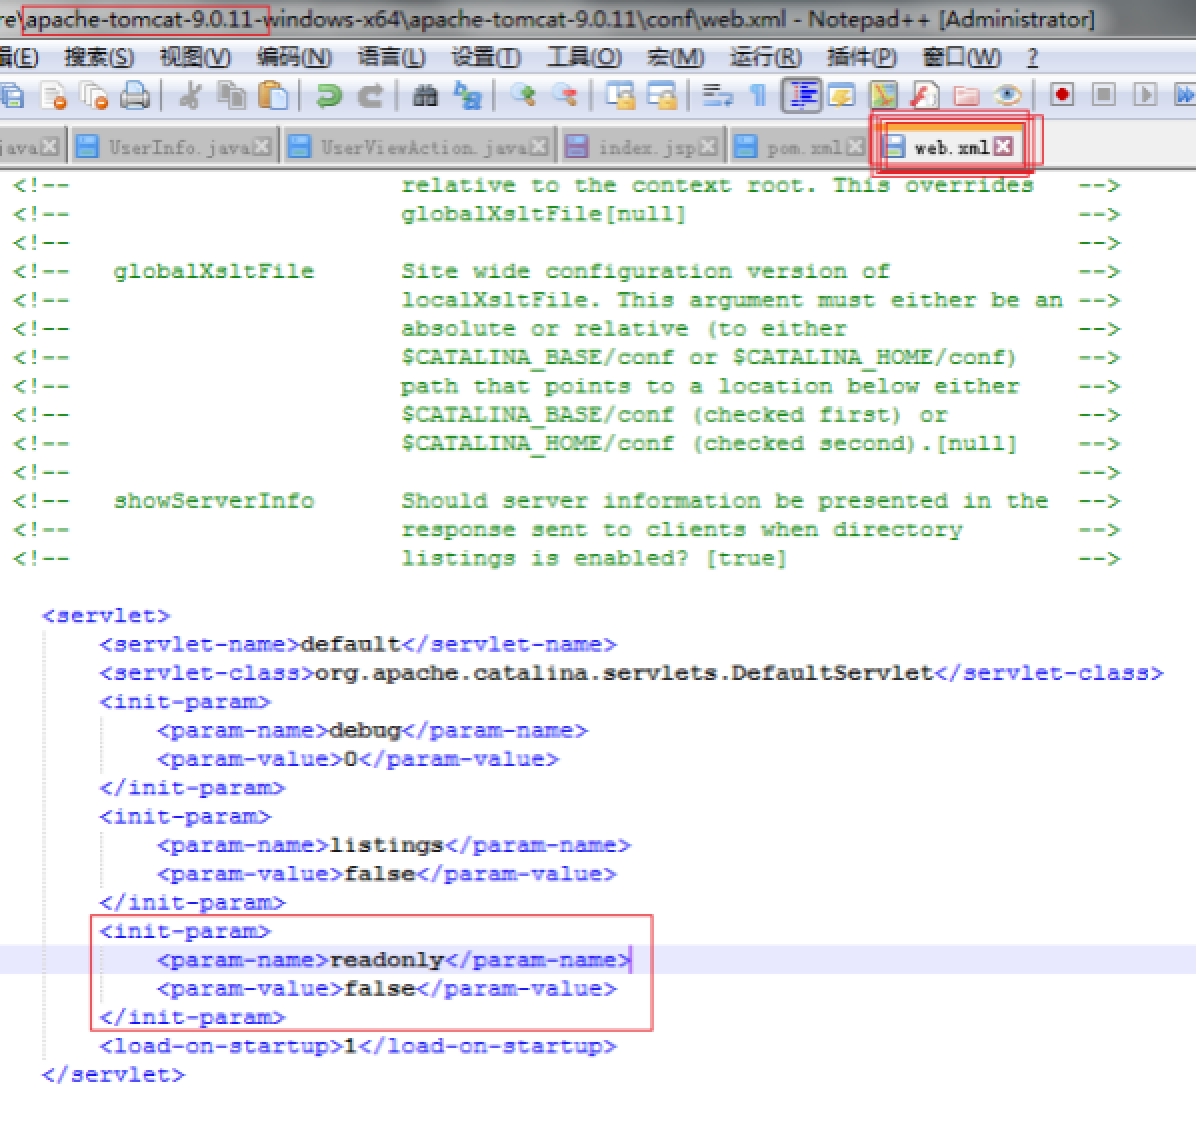 re\apache-tomcat-9.0.11-windows-x64\apache-tomcat-9.0.11\conf\web.xml - Notepad++ [Administrator]
辑(E) 搜索(S) 视图(V) 编码(N) 语言(L) 设置(T) 工具(O) 宏(M) 运行(R) 插件(P) 窗口(W) ?
java UserInfo.java UserViewAction.java index.jsp pom.xml web.xml
<!-- relative to the context root. This overrides -->
<!-- globalXsltFile[null] -->
<!-- -->
<!-- globalXsltFile Site wide configuration version of -->
<!-- localXsltFile. This argument must either be an -->
<!-- absolute or relative (to either -->
<!-- $CATALINA_BASE/conf or $CATALINA_HOME/conf) -->
<!-- path that points to a location below either -->
<!-- $CATALINA_BASE/conf (checked first) or -->
<!-- $CATALINA_HOME/conf (checked second).[null] -->
<!-- -->
<!-- showServerInfo Should server information be presented in the -->
<!-- response sent to clients when directory -->
<!-- listings is enabled? [true] -->
<servlet>
<servlet-name>default</servlet-name>
<servlet-class>org.apache.catalina.servlets.DefaultServlet</servlet-class>
<init-param>
<param-name>debug</param-name>
<param-value>0</param-value>
</init-param>
<init-param>
<param-name>listings</param-name>
<param-value>false</param-value>
</init-param>
<init-param>
<param-name>readonly</param-name>
<param-value>false</param-value>
</init-param>
<load-on-startup>1</load-on-startup>
</servlet>